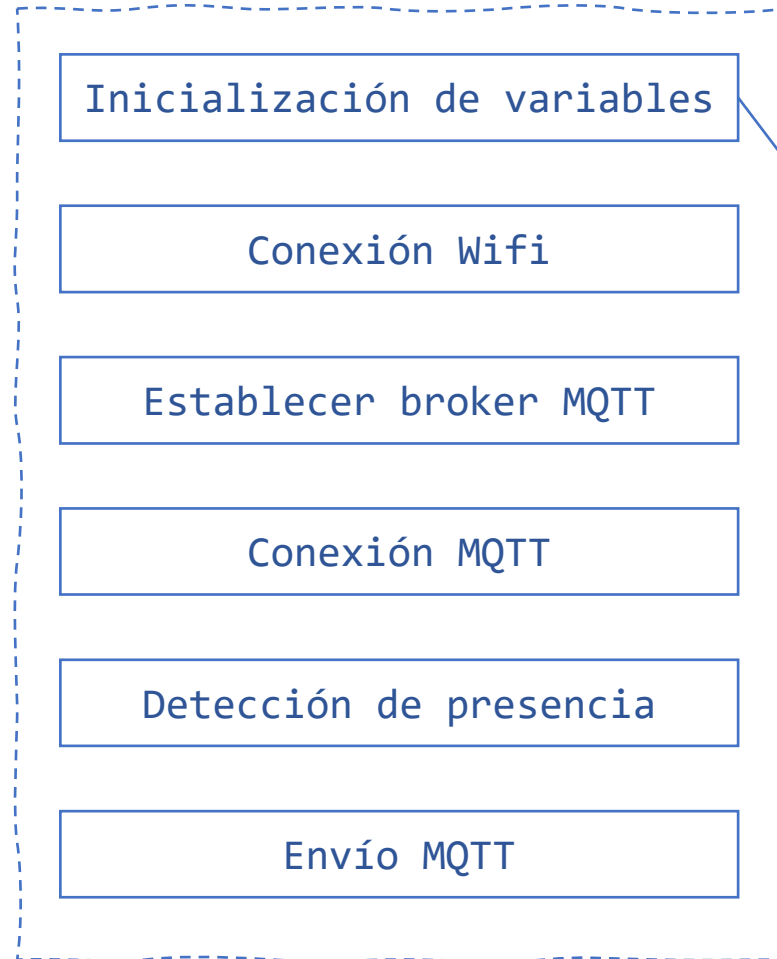 Inicialización de variables
Conexión Wifi
Establecer broker MQTT
Conexión MQTT
Detección de presencia
Envío MQTT